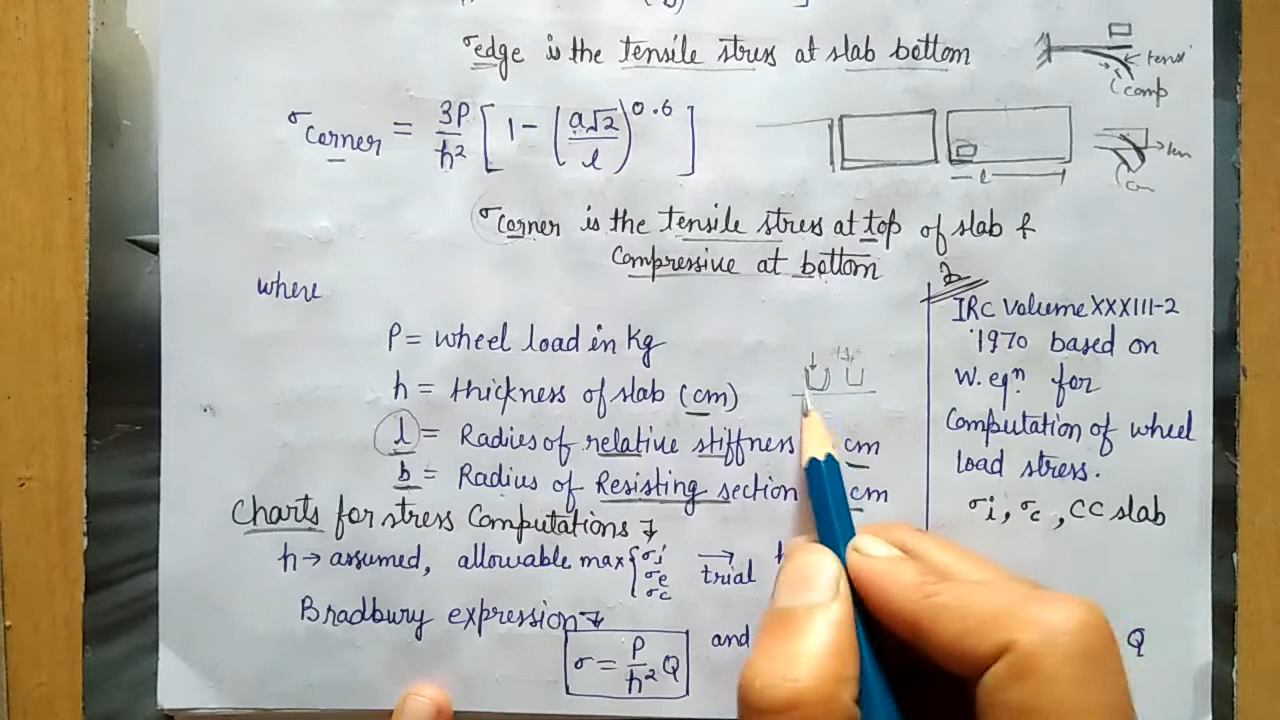 σedge is the tensile stress at slab bottom
← tensi
comp
σCorner = 3P/h² [1 - (a√2/l)^0.6]
l
→ten
com
σCorner is the tensile stress at top of slab &
Compressive at bottom
where
P = wheel load in kg
h = thickness of slab (cm)
l = Radies of relative stiffness cm
b = Radius of Resisting section cm
IRC Volume XXXIII-2
1970 based on
W. eqn for
Computation of wheel
load stress.
σi, σc, CC slab
Charts for stress Computations
h → assumed, allowable max { σi σe σc → trial
Bradbury expression
σ = P/h² Q
and
Q